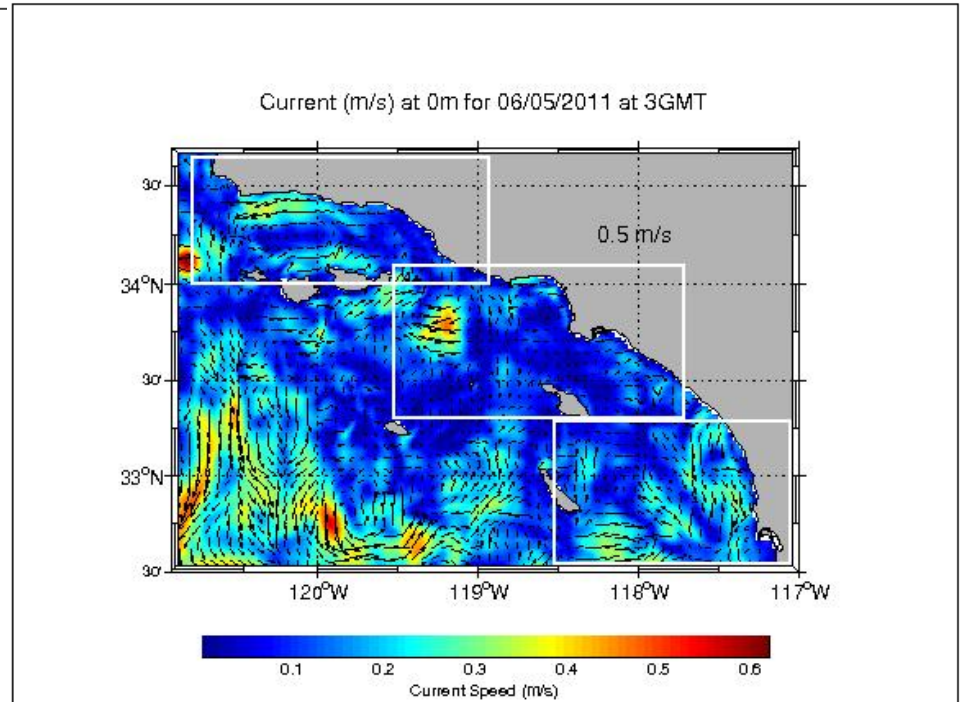 Current (m/s) at 0m for 06/05/2011 at 3GMT
30'
0.5 m/s
34°N
30'
33°N
30'
120°W 119°W 118°W 117°W
0.1 0.2 0.3 0.4 0.5 0.6
Current Speed (m/s)